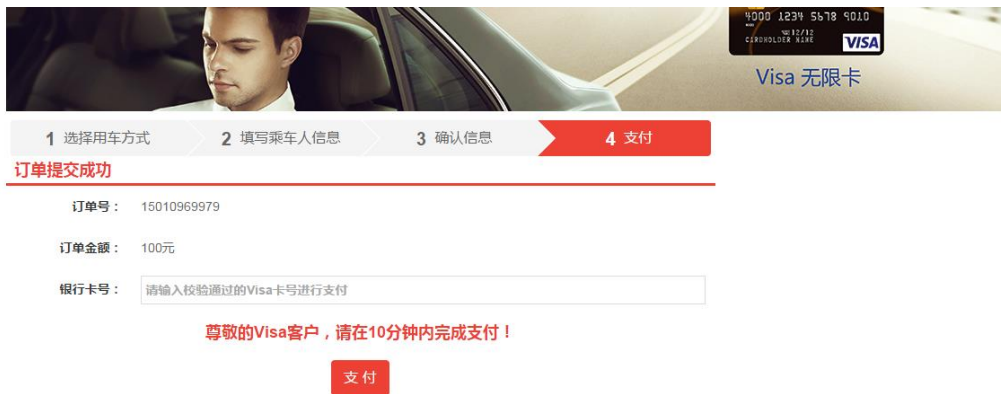 4000 1234 5678 9010
12/12
CARDHOLDER NAME
VISA
Visa 无限卡
1 选择用车方式
2 填写乘车人信息
3 确认信息
4 支付
订单提交成功
订单号： 15010969979
订单金额： 100元
银行卡号： 请输入校验通过的Visa卡号进行支付
尊敬的Visa客户，请在10分钟内完成支付！
支付